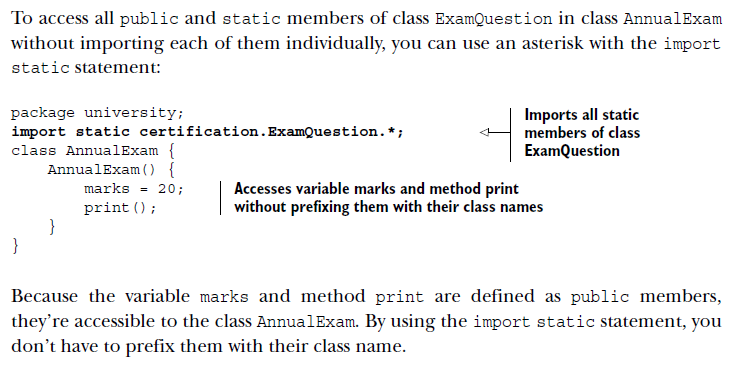 To access all public and static members of class ExamQuestion in class AnnualExam
without importing each of them individually, you can use an asterisk with the import
static statement:
package university;
import static certification.ExamQuestion.*;
class AnnualExam {
    AnnualExam() {
        marks = 20;
        print();
    }
}
Imports all static
members of class
ExamQuestion
Accesses variable marks and method print
without prefixing them with their class names
Because the variable marks and method print are defined as public members,
they're accessible to the class AnnualExam. By using the import static statement, you
don't have to prefix them with their class name.